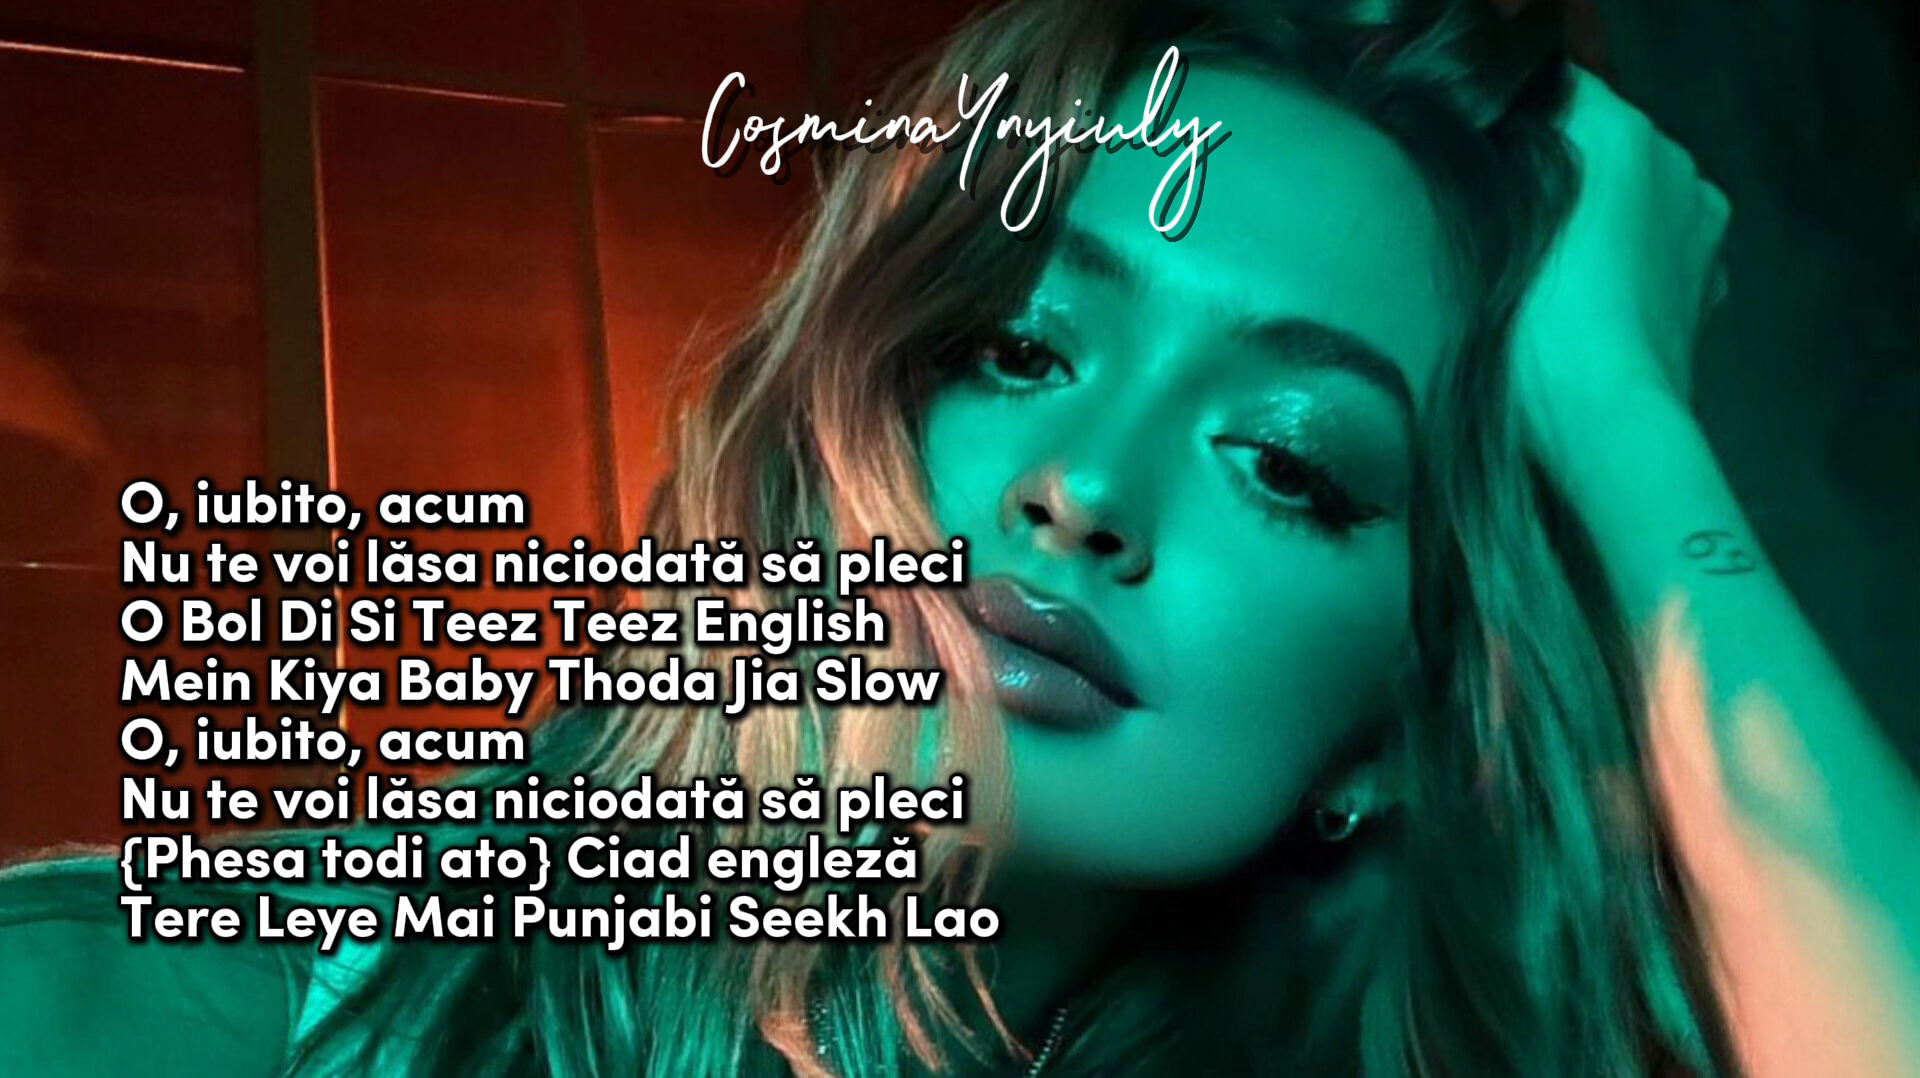 CosminaYnyiuly
O, iubito, acum
Nu te voi lăsa niciodată să pleci
O Bol Di Si Teez Teez English
Mein Kiya Baby Thoda Jia Slow
O, iubito, acum
Nu te voi lăsa niciodată să pleci
{Phesa todi ato} Ciad engleză
Tere Leye Mai Punjabi Seekh Lao
69